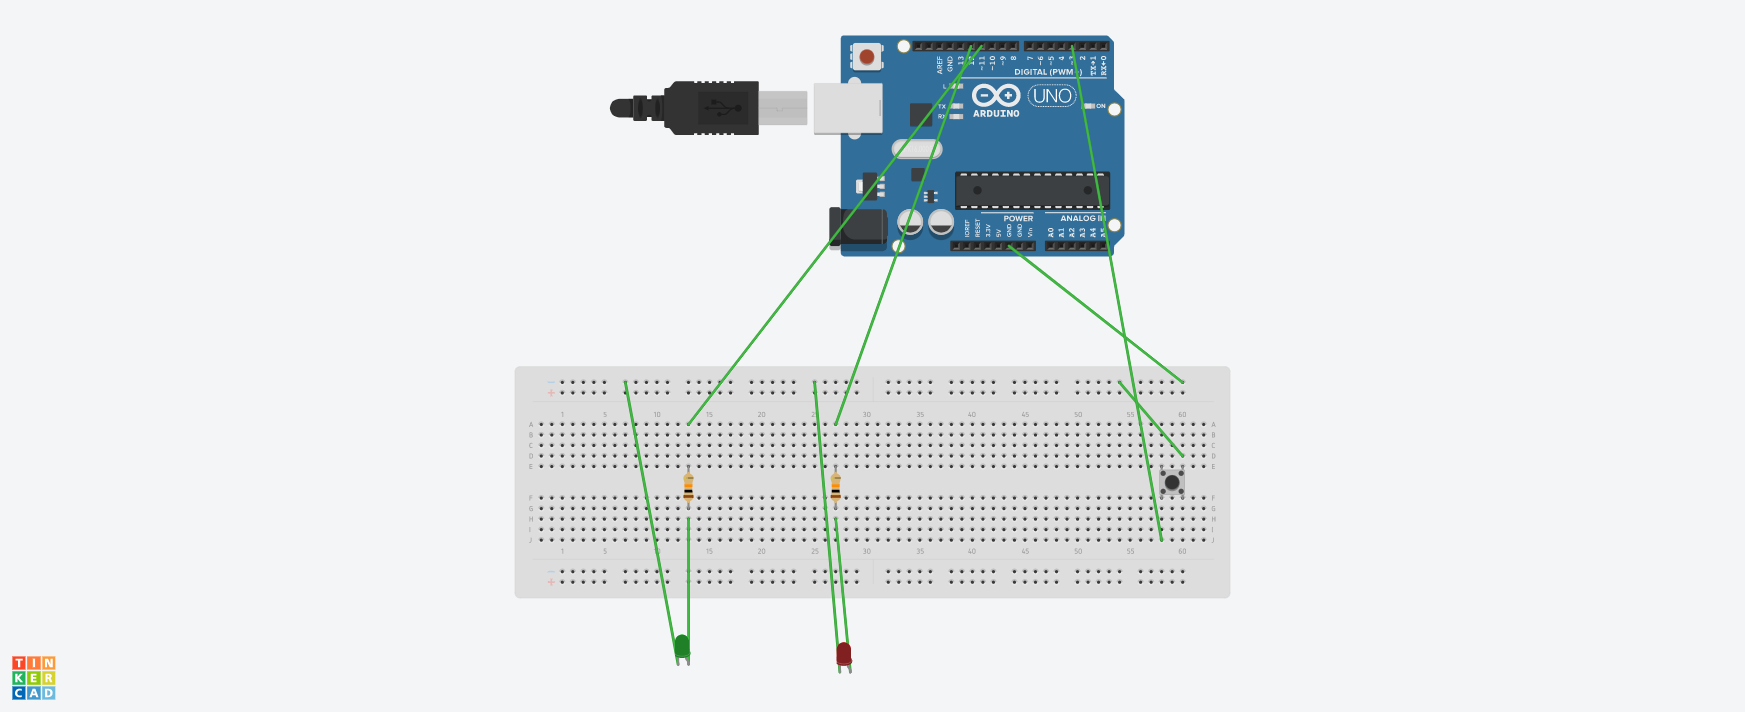 AREF
GND
13
~11
~10
~9
8
7
~6
~5
4
2
TX→1
RX←0
DIGITAL (PWM
L
TX
RX
UNO
ON
ARDUINO
POWER
ANALOG IN
IOREF
RESET
3.3V
5V
GND
GND
Vin
A0
A1
A2
A3
A4
A5
1 5 10 15 20 25 30 35 40 45 50 55 60
A A
B B
C C
D D
E E
F F
G G
H H
I I
J J
1 5 10 15 20 25 30 35 40 45 50 55 60
TIN
KER
CAD